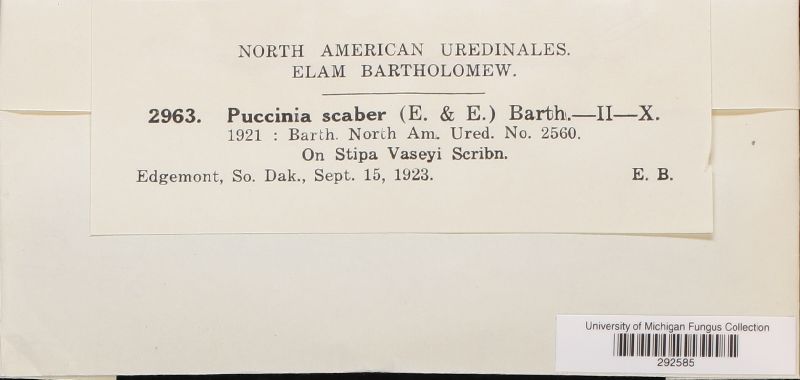 NORTH AMERICAN UREDINALES.
ELAM BARTHOLOMEW.
2963. Puccinia scaber (E. & E.) Barth.—II—X.
1921 : Barth. North Am. Ured. No. 2560.
On Stipa Vaseyi Scribn.
Edgemont, So. Dak., Sept. 15, 1923. E. B.
University of Michigan Fungus Collection
292585